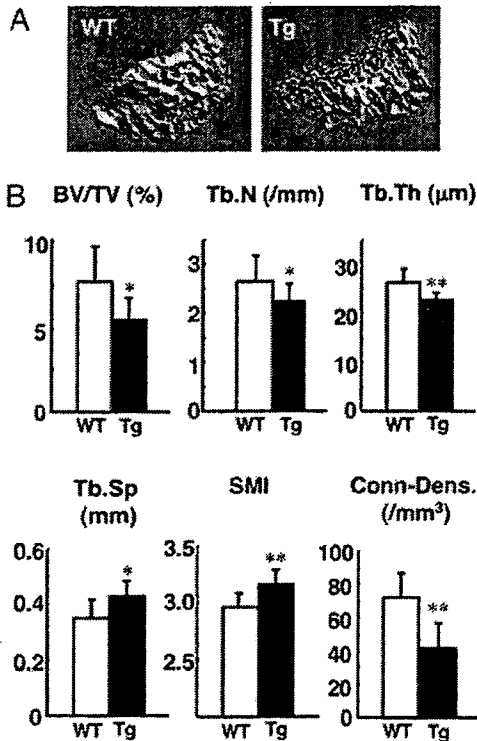 A
WT
Tg
B
BV/TV (%)
Tb.N (/mm)
Tb.Th (μm)
10
5
0
*
WT
Tg
4
3
2
1
0
*
WT
Tg
30
20
10
0
**
WT
Tg
Tb.Sp
(mm)
SMI
Conn-Dens.
(/mm³)
0.6
0.4
0.2
0
*
WT
Tg
3.5
3.0
2.5
**
WT
Tg
100
80
60
40
20
0
**
WT
Tg